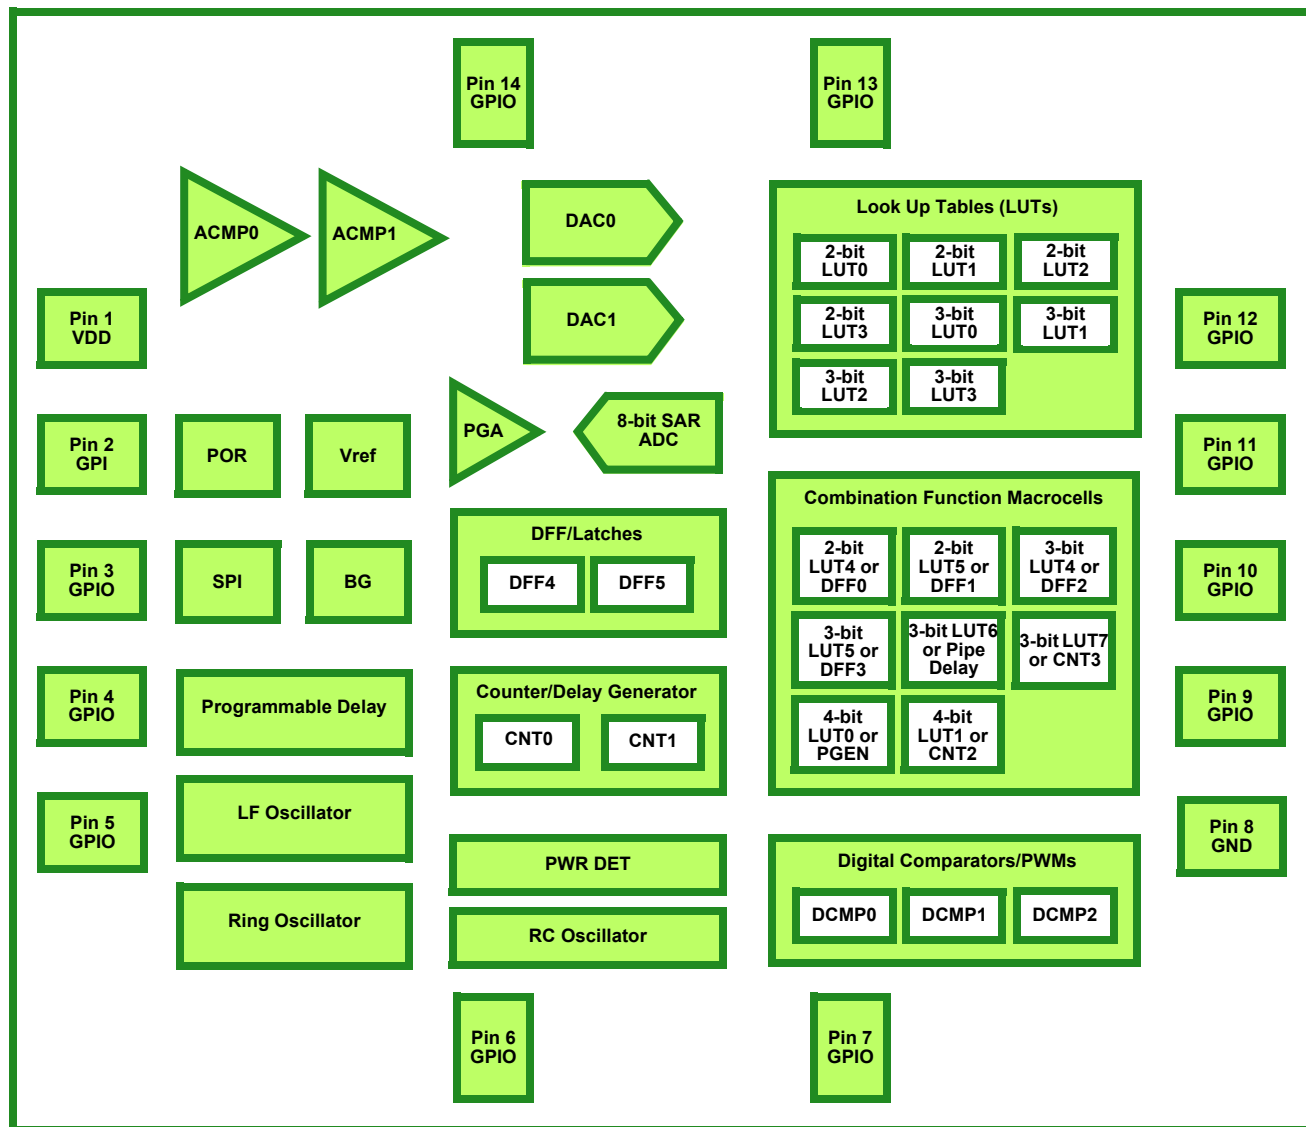 Pin 14
GPIO
Pin 13
GPIO
ACMP0
ACMP1
DAC0
DAC1
Look Up Tables (LUTs)
2-bit
LUT0
2-bit
LUT1
2-bit
LUT2
2-bit
LUT3
3-bit
LUT0
3-bit
LUT1
3-bit
LUT2
3-bit
LUT3
Pin 1
VDD
Pin 12
GPIO
PGA
8-bit SAR
ADC
Pin 2
GPI
POR
Vref
Pin 11
GPIO
Combination Function Macrocells
2-bit
LUT4 or
DFF0
2-bit
LUT5 or
DFF1
3-bit
LUT4 or
DFF2
3-bit
LUT5 or
DFF3
3-bit LUT6
or Pipe
Delay
3-bit LUT7
or CNT3
4-bit
LUT0 or
PGEN
4-bit
LUT1 or
CNT2
DFF/Latches
DFF4
DFF5
Pin 3
GPIO
SPI
BG
Pin 10
GPIO
Pin 4
GPIO
Programmable Delay
Counter/Delay Generator
CNT0
CNT1
Pin 9
GPIO
Pin 5
GPIO
LF Oscillator
Pin 8
GND
PWR DET
Digital Comparators/PWMs
DCMP0
DCMP1
DCMP2
Ring Oscillator
RC Oscillator
Pin 6
GPIO
Pin 7
GPIO